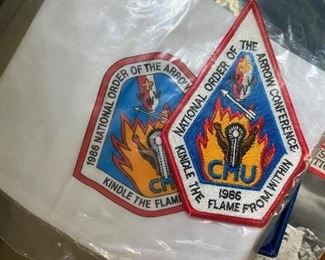 1986 NATIONAL ORDER OF THE ARROW
CMU
KINDLE THE FLAME
NATIONAL ORDER OF THE ARROW CONFERENCE
CMU
1986
KINDLE THE FLAME FROM WITHIN